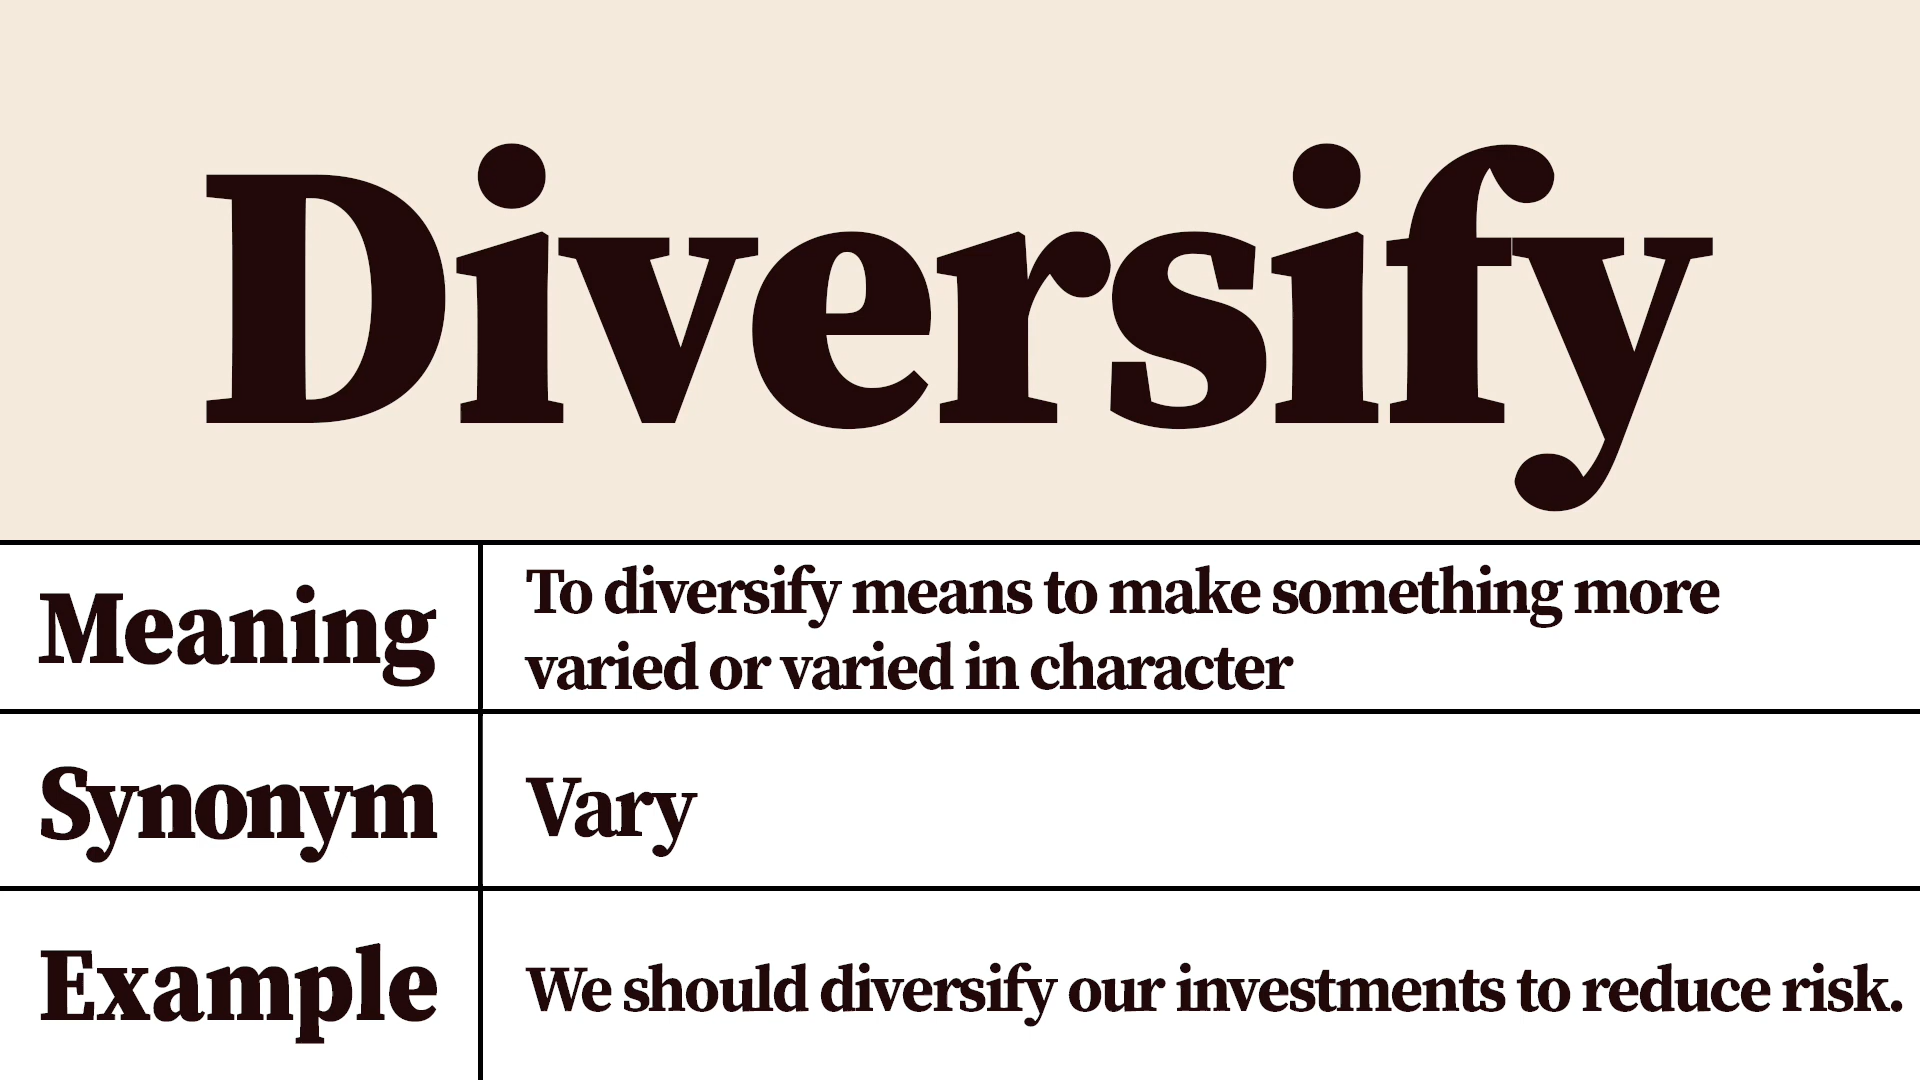 Diversify
Meaning
To diversify means to make something more
varied or varied in character
Synonym
Vary
Example
We should diversify our investments to reduce risk.